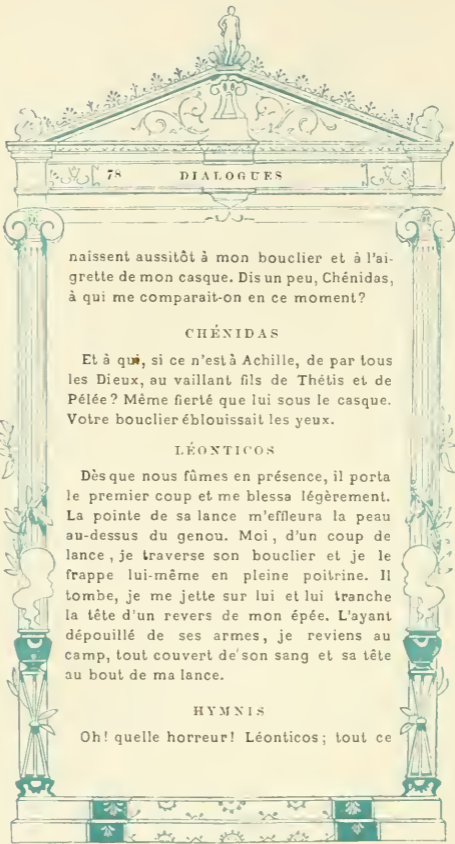 78 DIALOGUES
naissent aussitôt à mon bouclier et à l'ai-
grette de mon casque. Dis un peu, Chénidas,
à qui me comparait-on en ce moment?
CHÉNIDAS
Et à qui, si ce n'est à Achille, de par tous
les Dieux, au vaillant fils de Thétis et de
Pélée? Même fierté que lui sous le casque.
Votre bouclier éblouissait les yeux.
LÉONTICOS
Dès que nous fûmes en présence, il porta
le premier coup et me blessa légèrement.
La pointe de sa lance m'effleura la peau
au-dessus du genou. Moi, d'un coup de
lance, je traverse son bouclier et je le
frappe lui-même en pleine poitrine. Il
tombe, je me jette sur lui et lui tranche
la tête d'un revers de mon épée. L'ayant
dépouillé de ses armes, je reviens au
camp, tout couvert de son sang et sa tête
au bout de ma lance.
HYMNIS
Oh! quelle horreur! Léonticos; tout ce